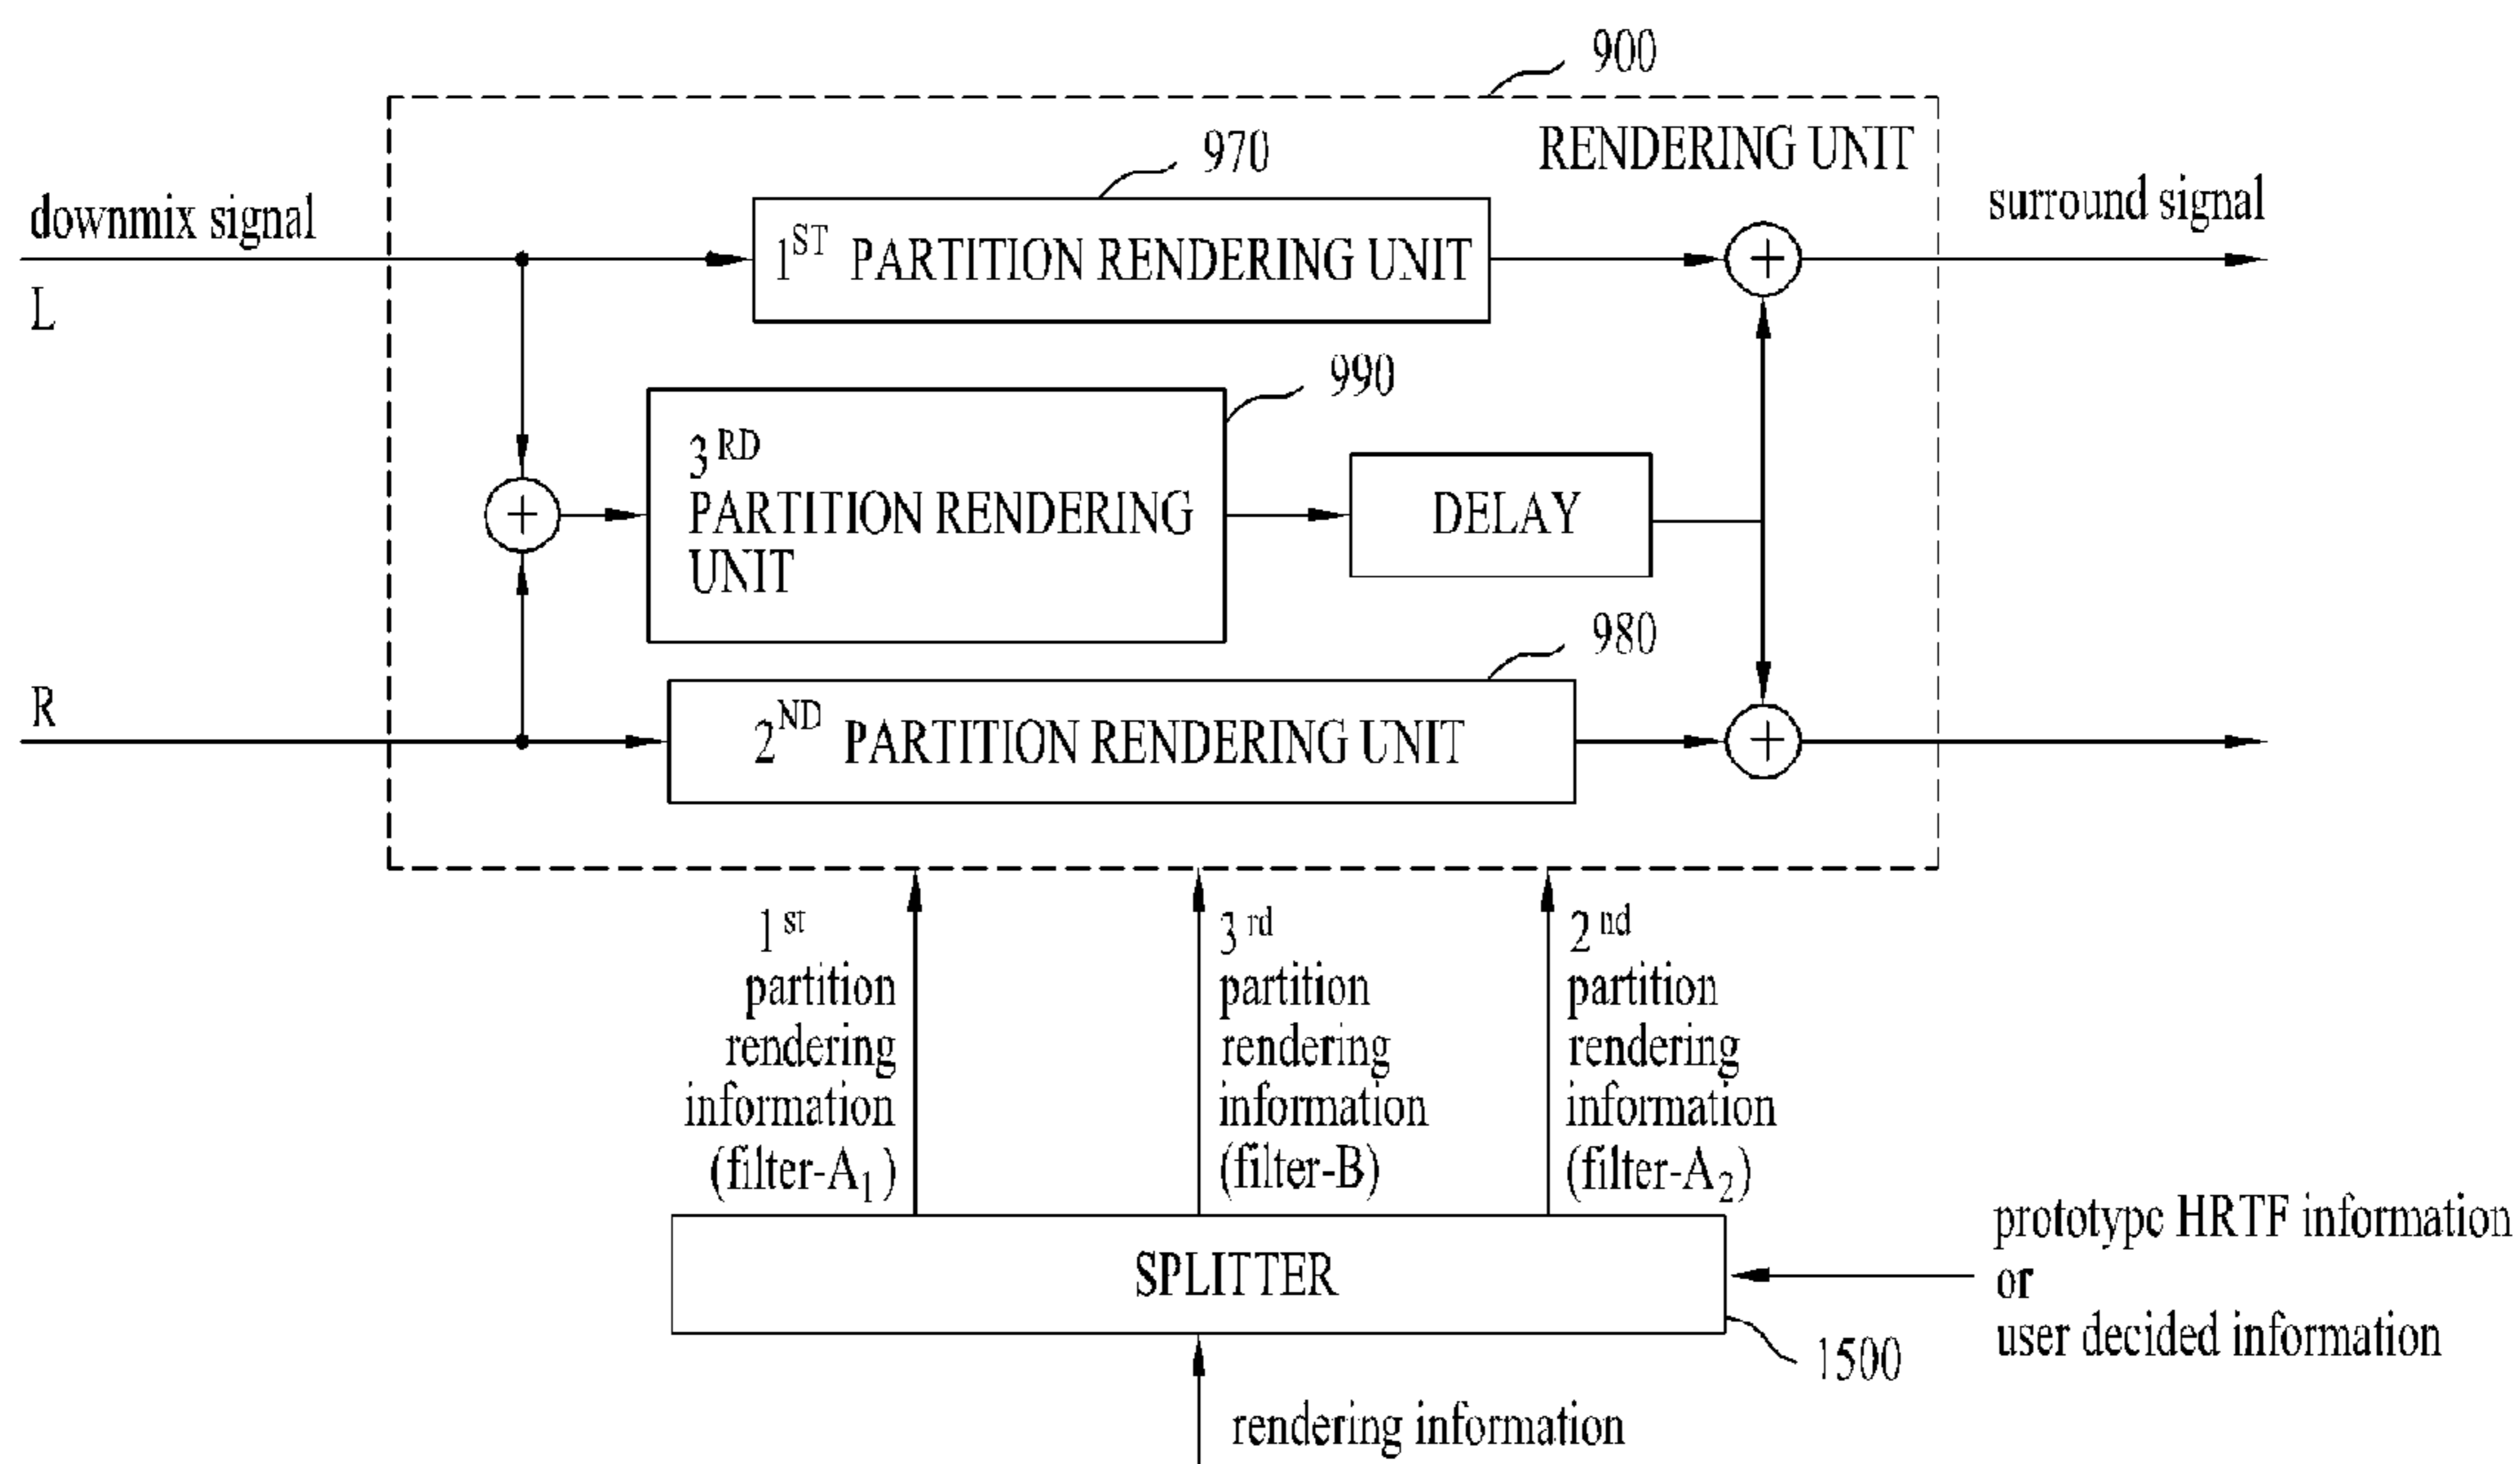 900
RENDERING UNIT
970
downmix signal
L
1ST PARTITION RENDERING UNIT
surround signal
990
3RD
PARTITION RENDERING
UNIT
DELAY
980
R
2ND PARTITION RENDERING UNIT
1st
partition
rendering
information
(filter-A1)
3rd
partition
rendering
information
(filter-B)
2nd
partition
rendering
information
(filter-A2)
SPLITTER
1500
prototype HRTF information
or
user decided information
rendering information